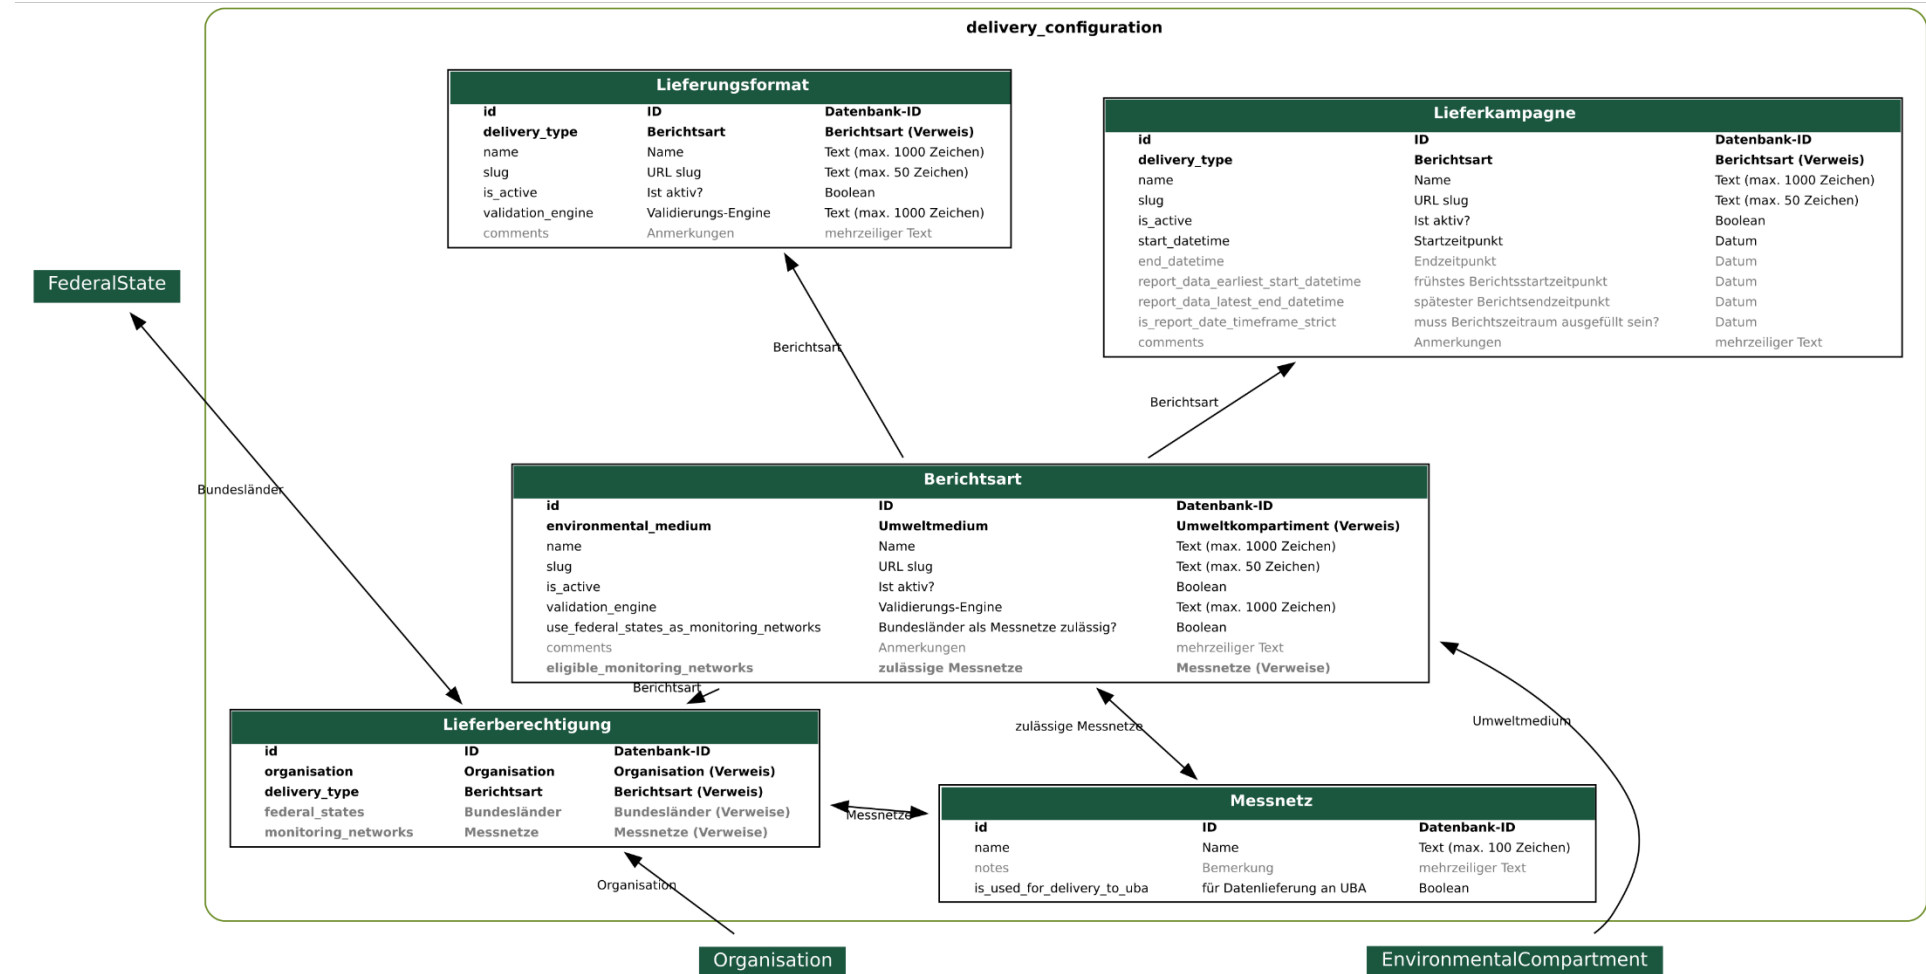 delivery_configuration
Lieferungsformat
id ID Datenbank-ID
delivery_type Berichtsart Berichtsart (Verweis)
name Name Text (max. 1000 Zeichen)
slug URL slug Text (max. 50 Zeichen)
is_active Ist aktiv? Boolean
validation_engine Validierungs-Engine Text (max. 1000 Zeichen)
comments Anmerkungen mehrzeiliger Text
Lieferkampagne
id ID Datenbank-ID
delivery_type Berichtsart Berichtsart (Verweis)
name Name Text (max. 1000 Zeichen)
slug URL slug Text (max. 50 Zeichen)
is_active Ist aktiv? Boolean
start_datetime Startzeitpunkt Datum
end_datetime Endzeitpunkt Datum
report_data_earliest_start_datetime frühstes Berichtsstartzeitpunkt Datum
report_data_latest_end_datetime spätester Berichtsendzeitpunkt Datum
is_report_date_timeframe_strict muss Berichtszeitraum ausgefüllt sein? Datum
comments Anmerkungen mehrzeiliger Text
FederalState
Berichtsart
Berichtsart
Bundesländer
Berichtsart
id ID Datenbank-ID
environmental_medium Umweltmedium Umweltkompartiment (Verweis)
name Name Text (max. 1000 Zeichen)
slug URL slug Text (max. 50 Zeichen)
is_active Ist aktiv? Boolean
validation_engine Validierungs-Engine Text (max. 1000 Zeichen)
use_federal_states_as_monitoring_networks Bundesländer als Messnetze zulässig? Boolean
comments Anmerkungen mehrzeiliger Text
eligible_monitoring_networks zulässige Messnetze Messnetze (Verweise)
Berichtsart
zulässige Messnetze
Umweltmedium
Lieferberechtigung
id ID Datenbank-ID
organisation Organisation Organisation (Verweis)
delivery_type Berichtsart Berichtsart (Verweis)
federal_states Bundesländer Bundesländer (Verweise)
monitoring_networks Messnetze Messnetze (Verweise)
Messnetze
Messnetz
id ID Datenbank-ID
name Name Text (max. 100 Zeichen)
notes Bemerkung mehrzeiliger Text
is_used_for_delivery_to_uba für Datenlieferung an UBA Boolean
Organisation
Organisation
EnvironmentalCompartment